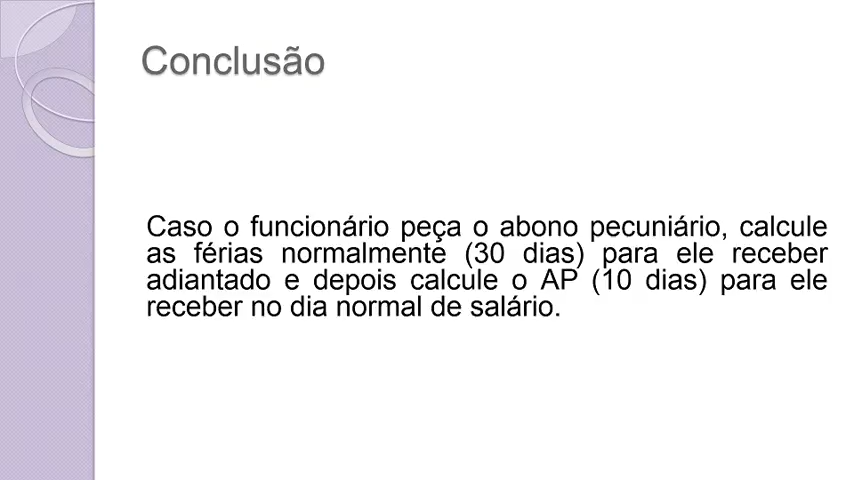 Conclusão
Caso o funcionário peça o abono pecuniário, calcule
as férias normalmente (30 dias) para ele receber
adiantado e depois calcule o AP (10 dias) para ele
receber no dia normal de salário.